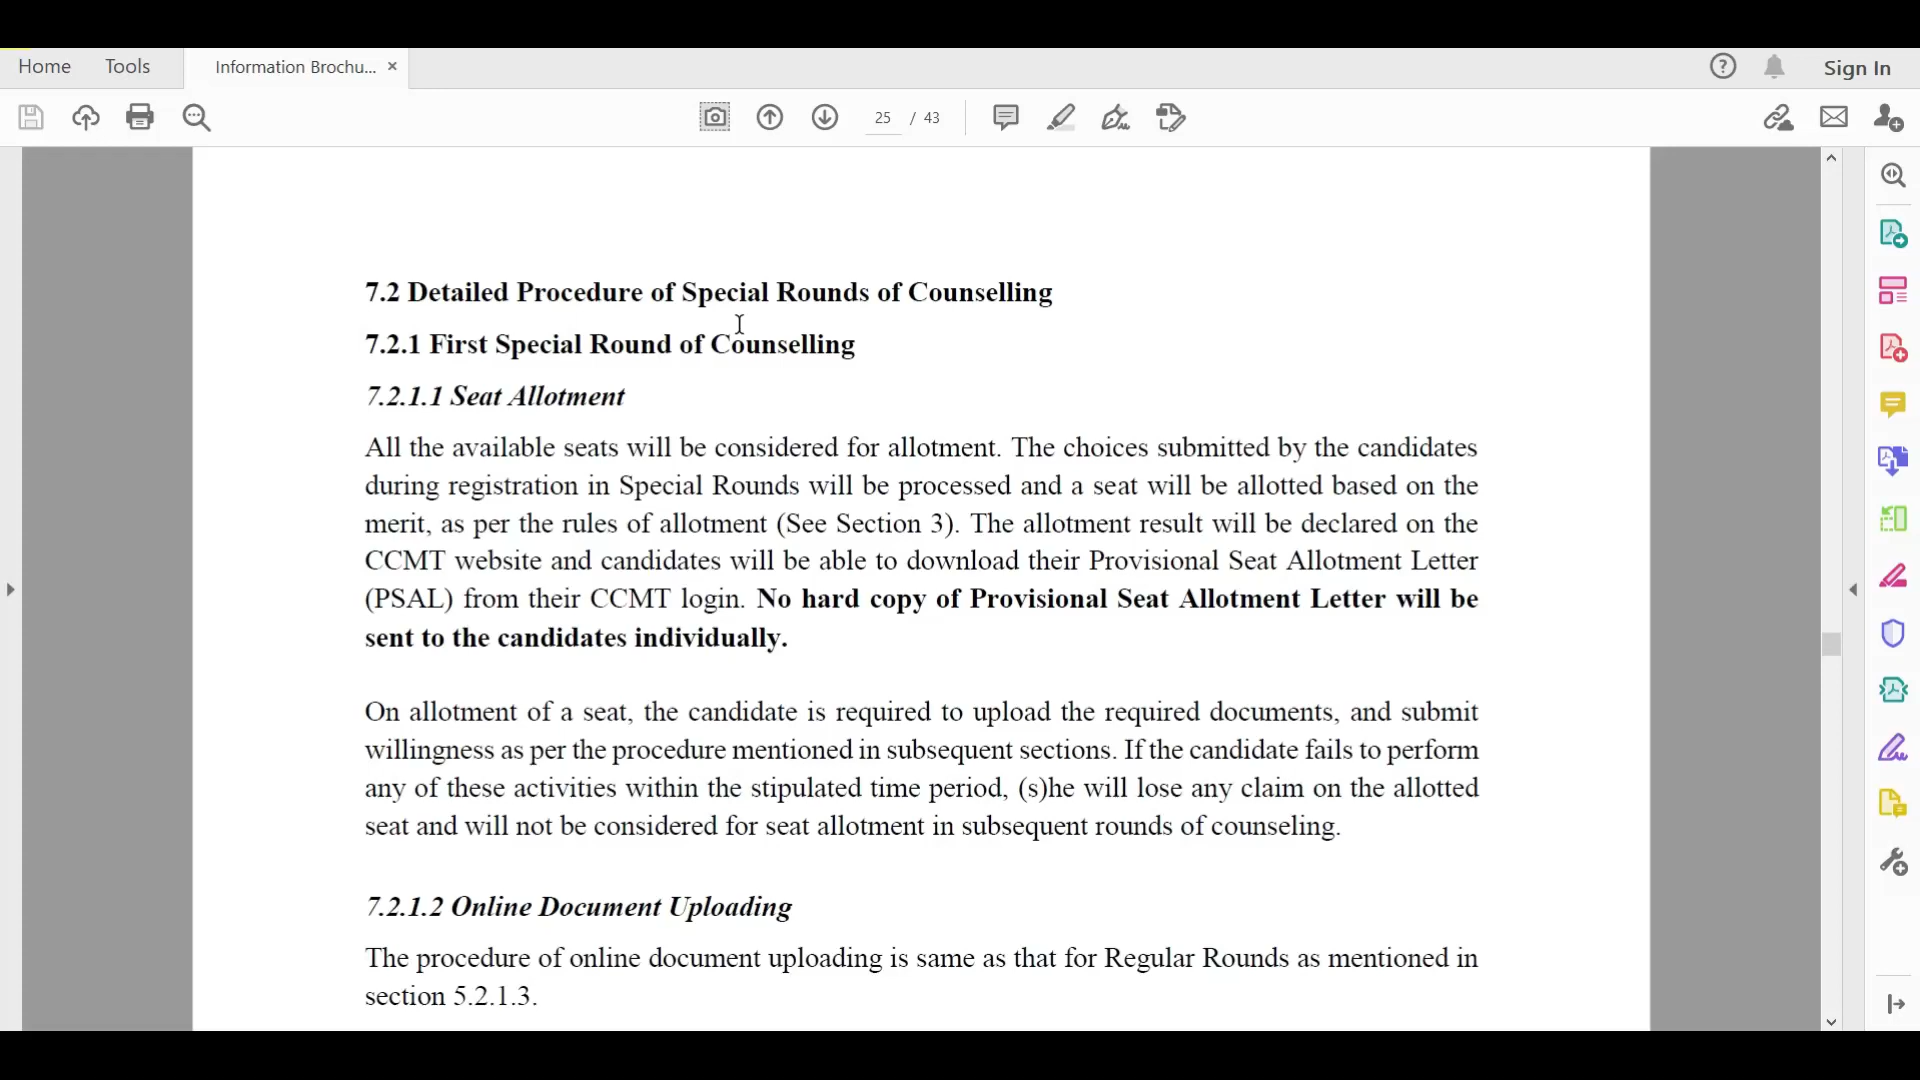 Home Tools Information Brochu... × Sign In
25 / 43
7.2 Detailed Procedure of Special Rounds of Counselling
7.2.1 First Special Round of Counselling
7.2.1.1 Seat Allotment
All the available seats will be considered for allotment. The choices submitted by the candidates
during registration in Special Rounds will be processed and a seat will be allotted based on the
merit, as per the rules of allotment (See Section 3). The allotment result will be declared on the
CCMT website and candidates will be able to download their Provisional Seat Allotment Letter
(PSAL) from their CCMT login. No hard copy of Provisional Seat Allotment Letter will be
sent to the candidates individually.
On allotment of a seat, the candidate is required to upload the required documents, and submit
willingness as per the procedure mentioned in subsequent sections. If the candidate fails to perform
any of these activities within the stipulated time period, (s)he will lose any claim on the allotted
seat and will not be considered for seat allotment in subsequent rounds of counseling.
7.2.1.2 Online Document Uploading
The procedure of online document uploading is same as that for Regular Rounds as mentioned in
section 5.2.1.3.